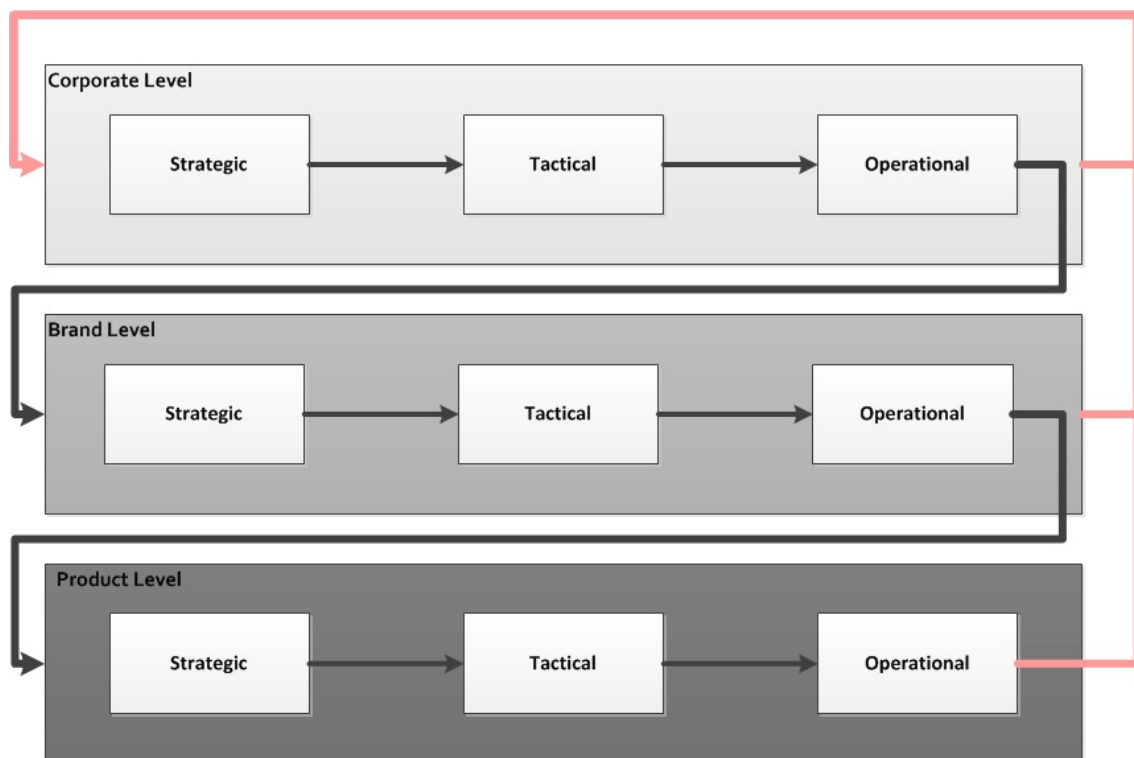 Corporate Level
Strategic
Tactical
Operational
Brand Level
Strategic
Tactical
Operational
Product Level
Strategic
Tactical
Operational